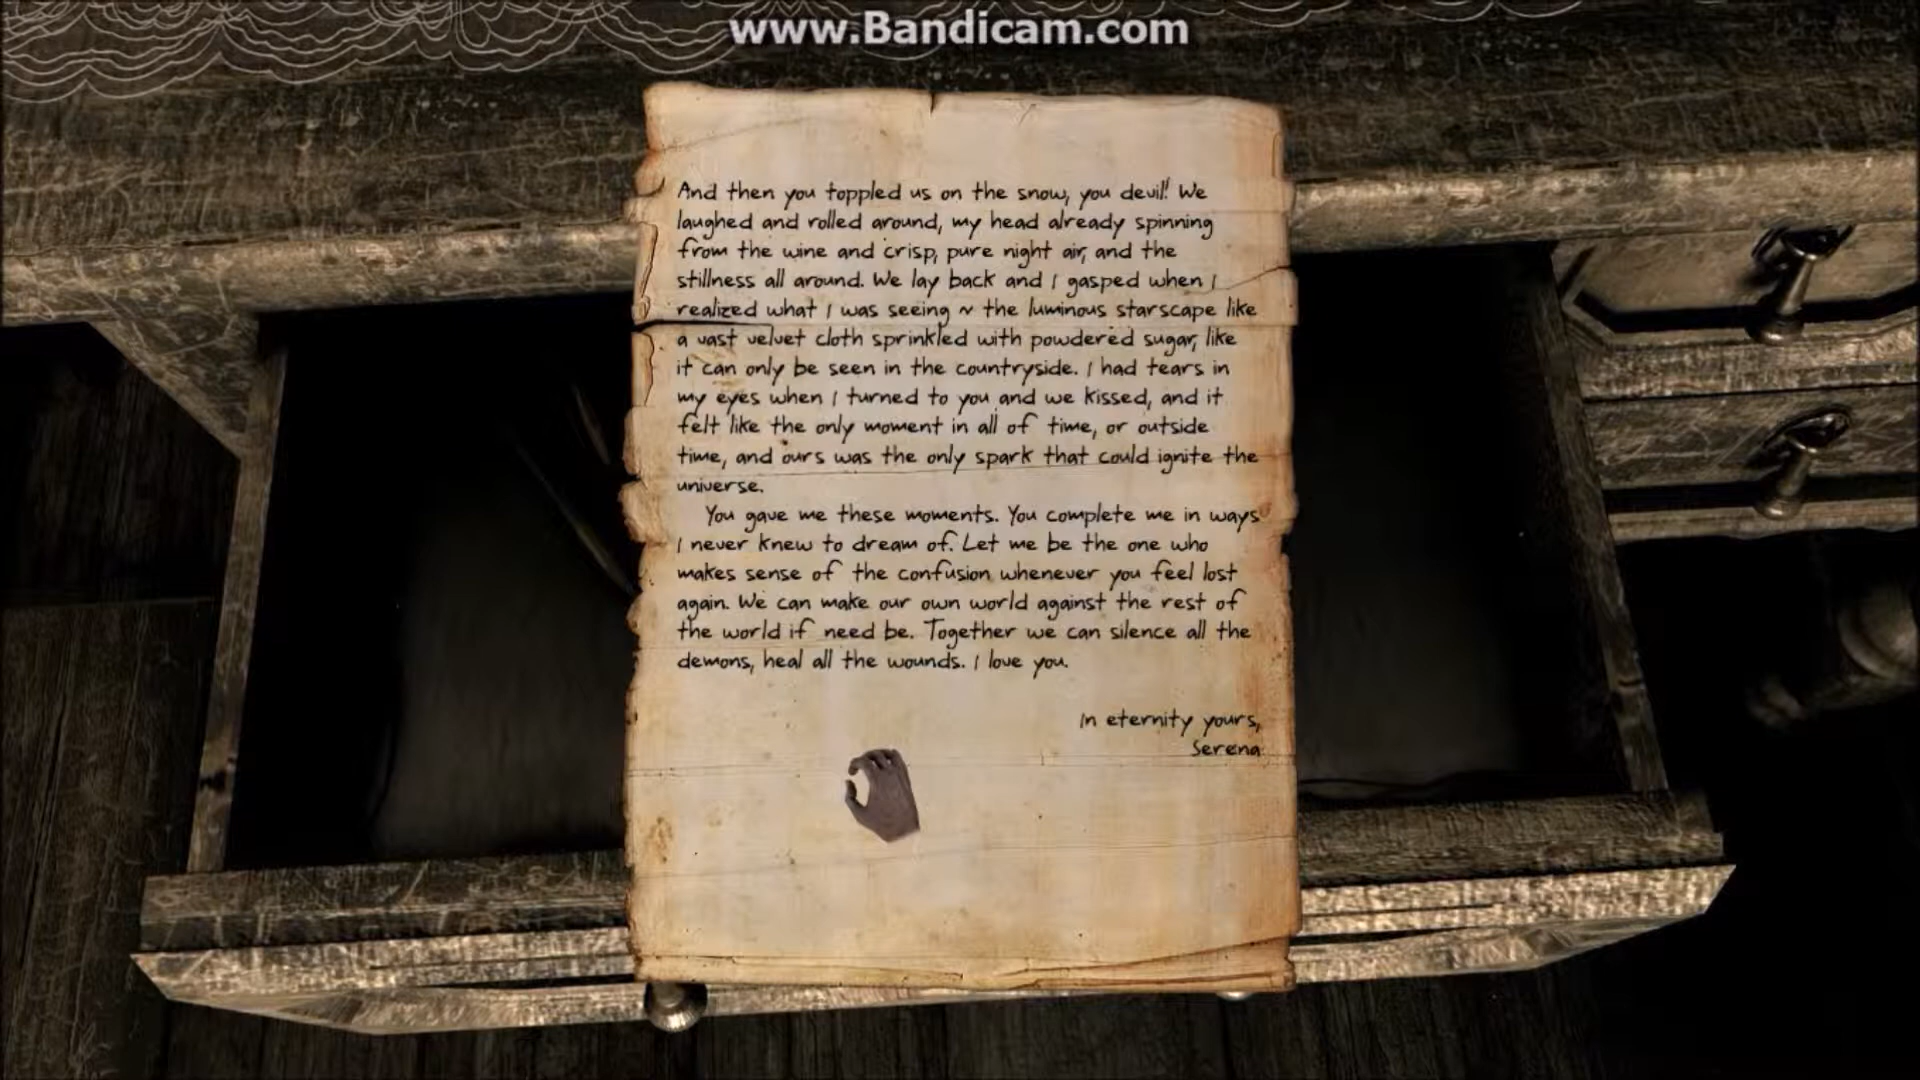 www.Bandicam.com
And then you toppled us on the snow, you devil! We
laughed and rolled around, my head already spinning
from the wine and crisp, pure night air, and the
stillness all around. We lay back and I gasped when I
realized what I was seeing ~ the luminous starscape like
a vast velvet cloth sprinkled with powdered sugar, like
it can only be seen in the countryside. I had tears in
my eyes when I turned to you and we kissed, and it
felt like the only moment in all of time, or outside
time, and ours was the only spark that could ignite the
universe.
You gave me these moments. You complete me in ways
I never knew to dream of. Let me be the one who
makes sense of the confusion whenever you feel lost
again. We can make our own world against the rest of
the world if need be. Together we can silence all the
demons, heal all the wounds. I love you.
In eternity yours,
Serena